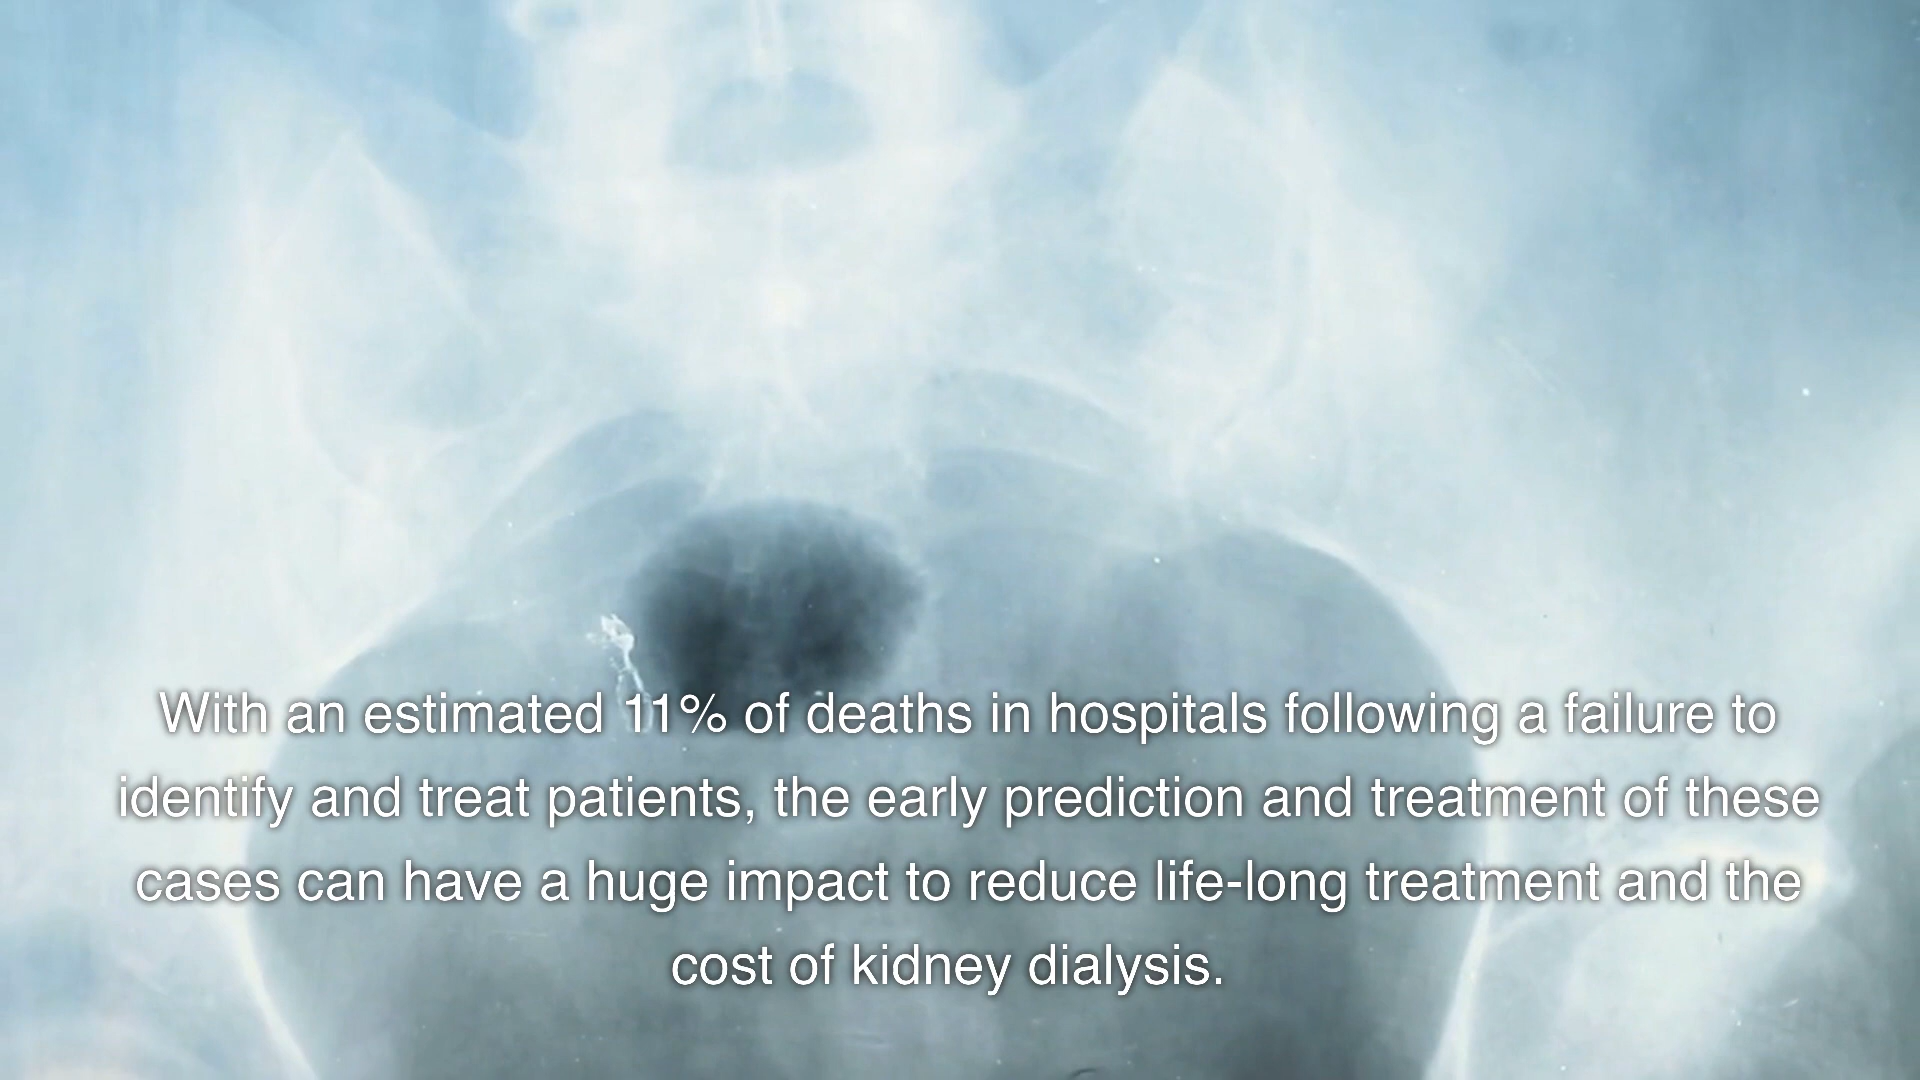 With an estimated 11% of deaths in hospitals following a failure to
identify and treat patients, the early prediction and treatment of these
cases can have a huge impact to reduce life-long treatment and the
cost of kidney dialysis.